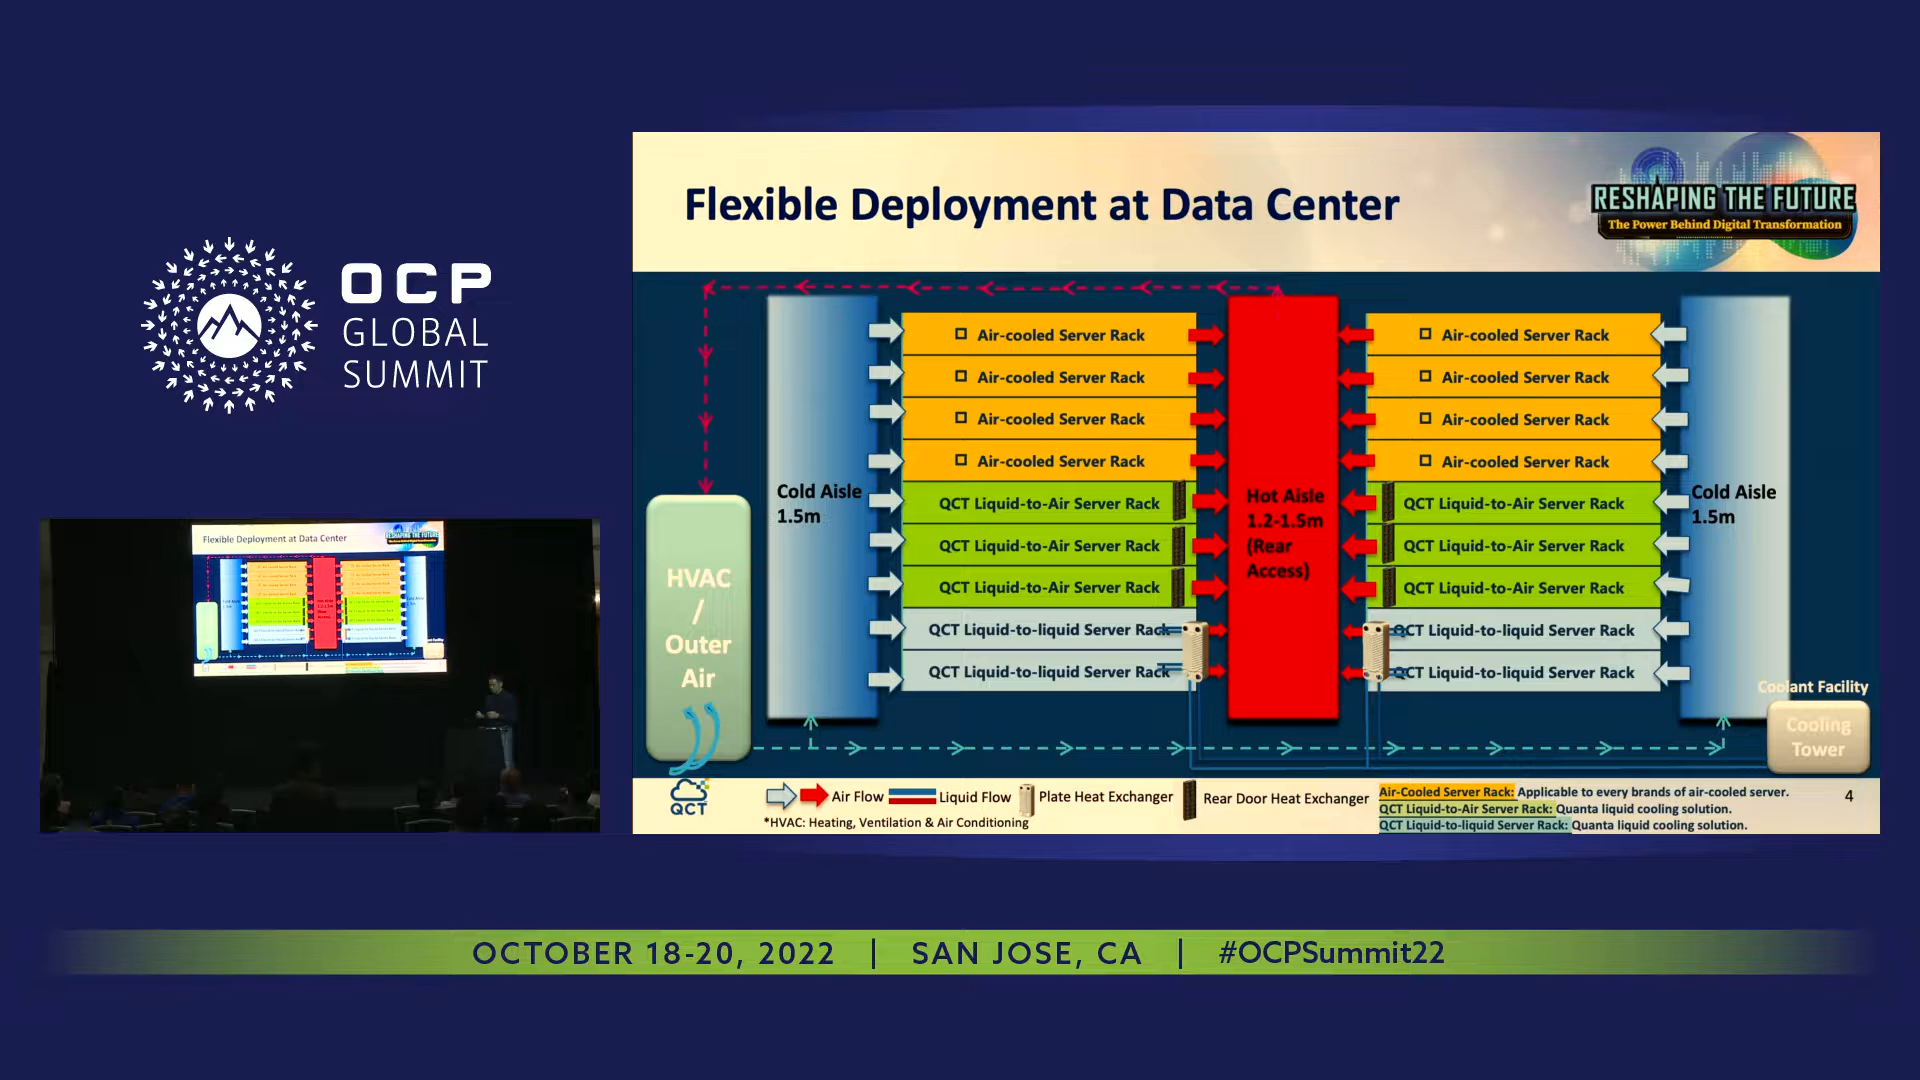 OCP
GLOBAL
SUMMIT
Flexible Deployment at Data Center
RESHAPING THE FUTURE
The Power Behind Digital Transformation
Cold Aisle
1.5m
Air-cooled Server Rack
Air-cooled Server Rack
Air-cooled Server Rack
Air-cooled Server Rack
QCT Liquid-to-Air Server Rack
QCT Liquid-to-Air Server Rack
QCT Liquid-to-Air Server Rack
QCT Liquid-to-liquid Server Rack
QCT Liquid-to-liquid Server Rack
Hot Aisle
1.2-1.5m
(Rear
Access)
Air-cooled Server Rack
Air-cooled Server Rack
Air-cooled Server Rack
Air-cooled Server Rack
QCT Liquid-to-Air Server Rack
QCT Liquid-to-Air Server Rack
QCT Liquid-to-Air Server Rack
QCT Liquid-to-liquid Server Rack
QCT Liquid-to-liquid Server Rack
Cold Aisle
1.5m
HVAC
/
Outer
Air
Coolant Facility
Cooling
Tower
QCT
Air Flow
Liquid Flow
Plate Heat Exchanger
Rear Door Heat Exchanger
*HVAC: Heating, Ventilation & Air Conditioning
Air-Cooled Server Rack: Applicable to every brands of air-cooled server.
QCT Liquid-to-Air Server Rack: Quanta liquid cooling solution.
QCT Liquid-to-liquid Server Rack: Quanta liquid cooling solution.
4
Flexible Deployment at Data Center
RESHAPING THE FUTURE
OCTOBER 18-20, 2022 | SAN JOSE, CA | #OCPSummit22